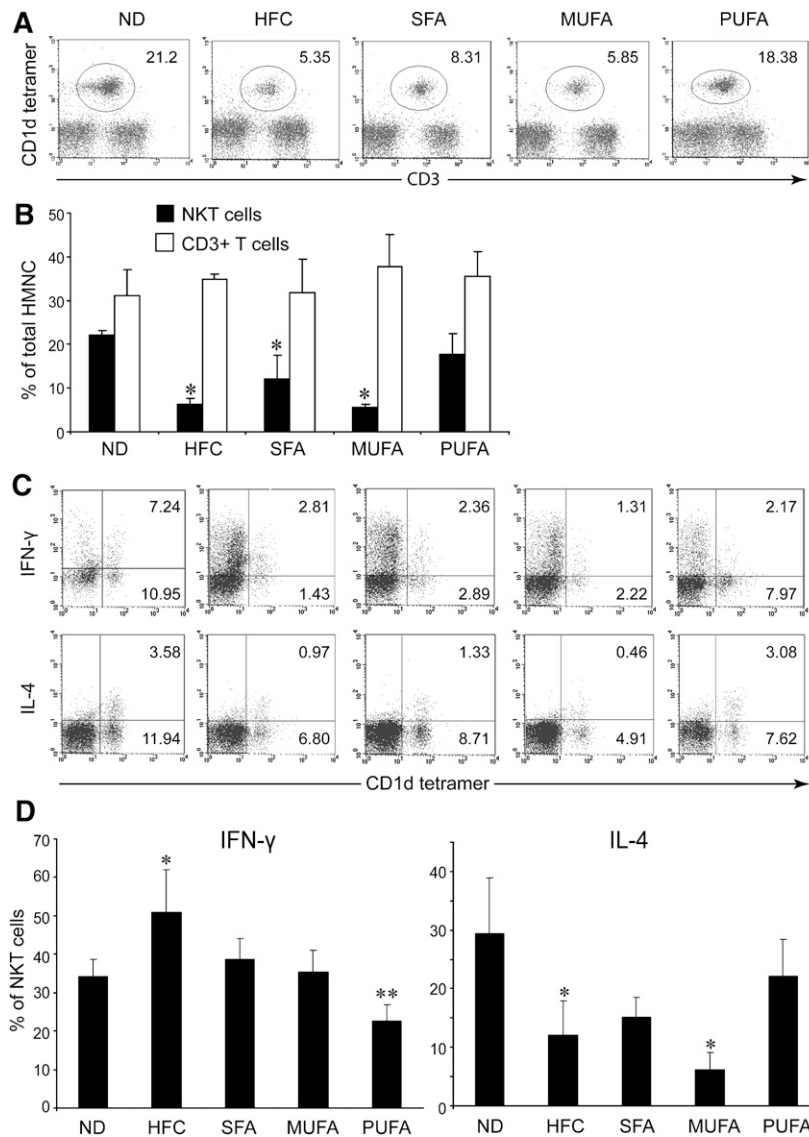 A
ND HFC SFA MUFA PUFA
21.2 5.35 8.31 5.85 18.38
CD1d tetramer
CD3
B
NKT cells
CD3+ T cells
% of total HMNC
50
40
30
20
10
0
* * *
ND HFC SFA MUFA PUFA
C
IFN-γ
7.24 2.81 2.36 1.31 2.17
10.95 1.43 2.89 2.22 7.97
IL-4
3.58 0.97 1.33 0.46 3.08
11.94 6.80 8.71 4.91 7.62
CD1d tetramer
D
IFN-γ
% of NKT cells
70
60
50
40
30
20
10
0
* **
ND HFC SFA MUFA PUFA
IL-4
40
30
20
10
0
* *
ND HFC SFA MUFA PUFA